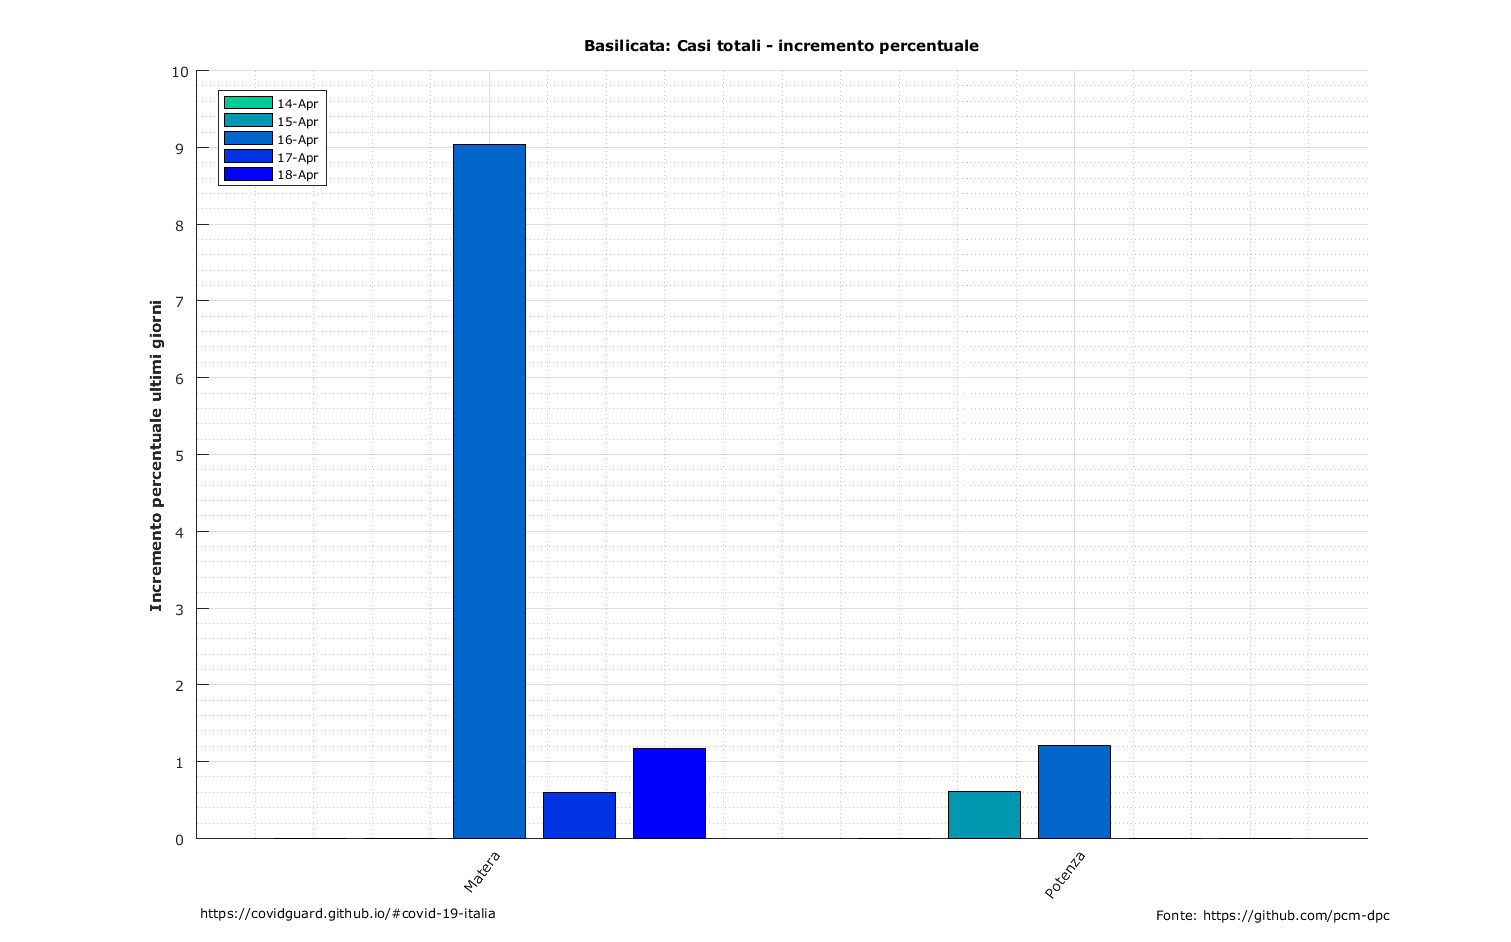 Basilicata: Casi totali - incremento percentuale
10
9
8
7
6
5
4
3
2
1
0
Incremento percentuale ultimi giorni
14-Apr
15-Apr
16-Apr
17-Apr
18-Apr
Matera
Potenza
https://covidguard.github.io/#covid-19-italia
Fonte: https://github.com/pcm-dpc